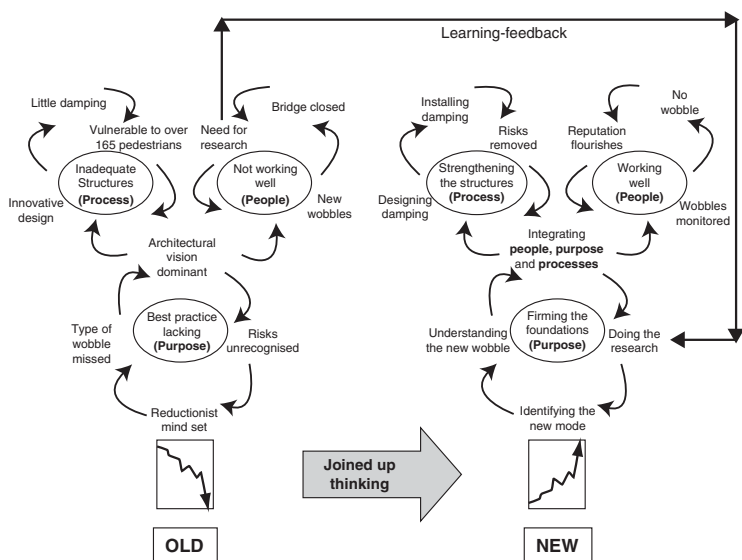 Learning-feedback
Little damping
Vulnerable to over
165 pedestrians
Need for
research
Bridge closed
Inadequate
Structures
(Process)
Not working
well
(People)
Innovative
design
New
wobbles
Architectural
vision
dominant
Best practice
lacking
(Purpose)
Type of
wobble
missed
Risks
unrecognised
Reductionist
mind set
OLD
Joined up
thinking
Installing
damping
Risks
removed
Reputation
flourishes
No
wobble
Strengthening
the structures
(Process)
Working
well
(People)
Designing
damping
Wobbles
monitored
Integrating
people, purpose
and processes
Firming the
foundations
(Purpose)
Understanding
the new wobble
Doing the
research
Identifying the
new mode
NEW